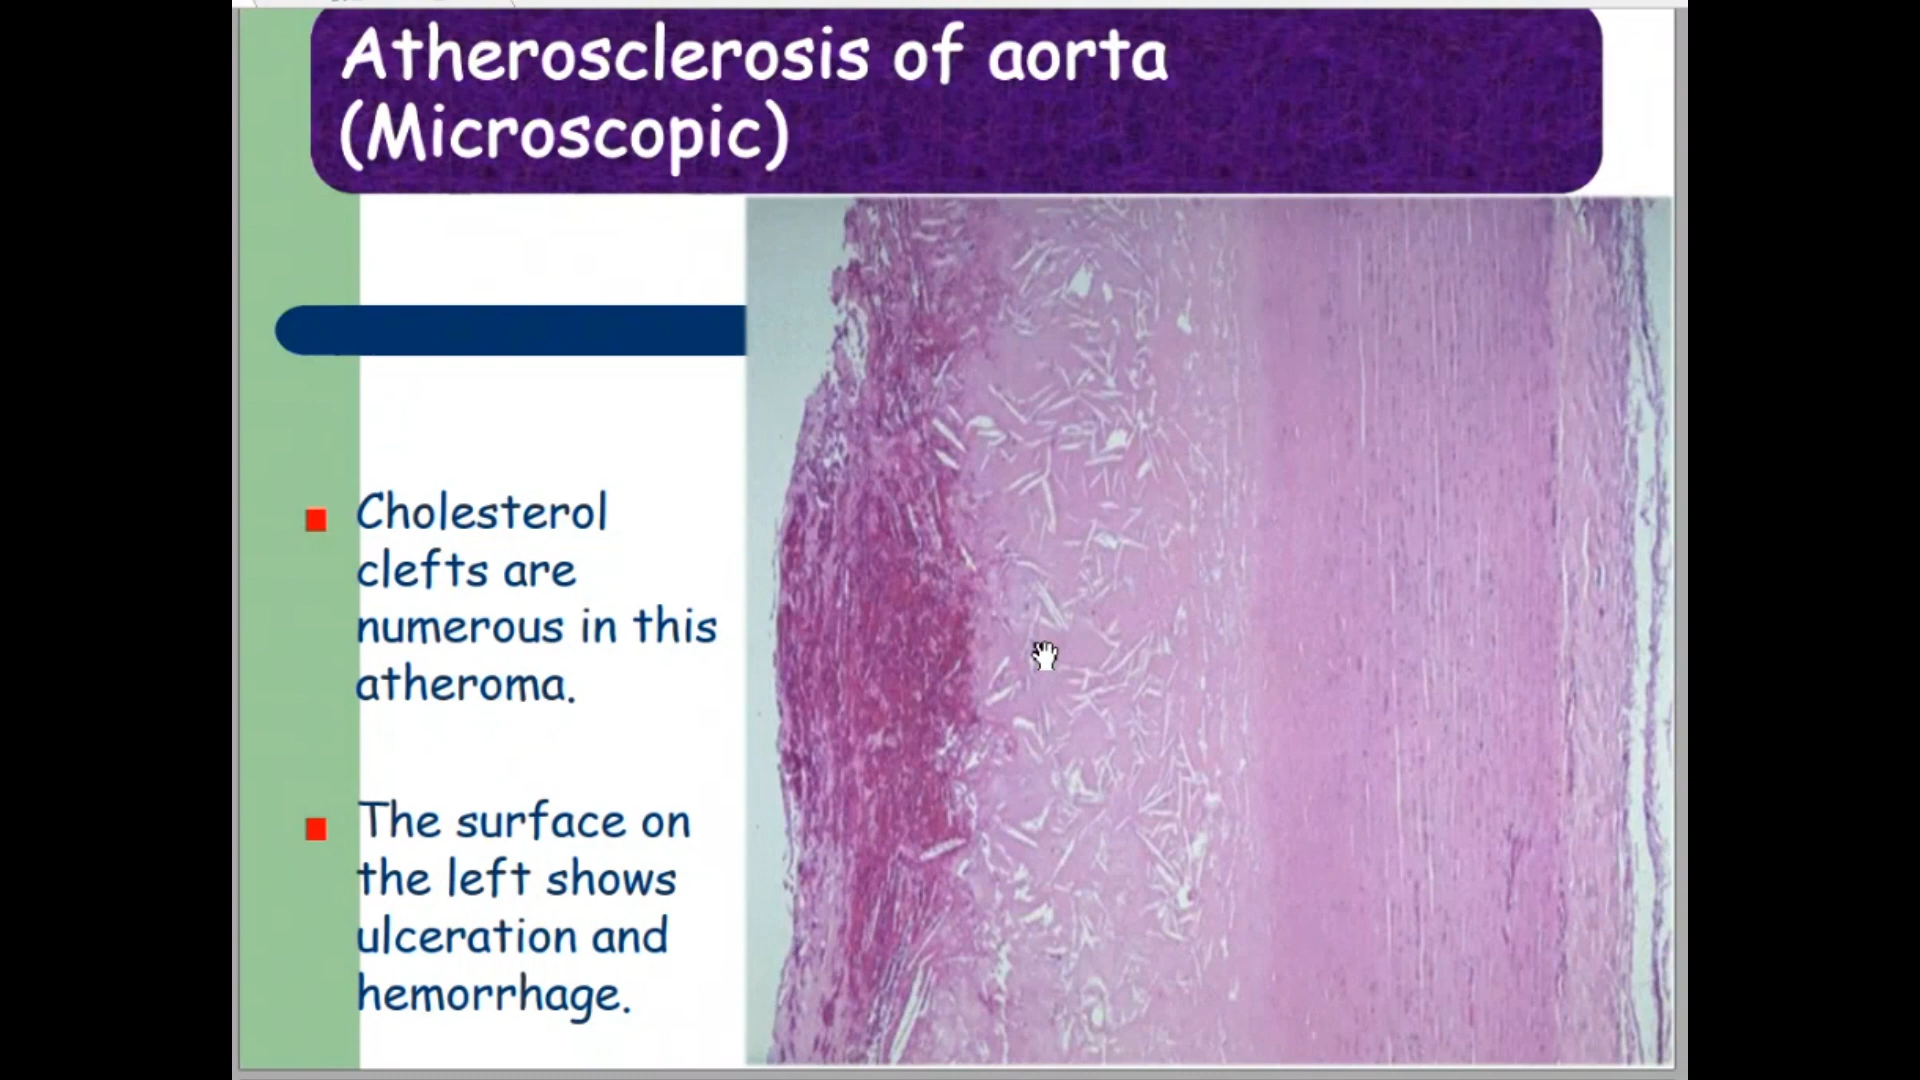 Atherosclerosis of aorta
(Microscopic)
Cholesterol
clefts are
numerous in this
atheroma.
The surface on
the left shows
ulceration and
hemorrhage.